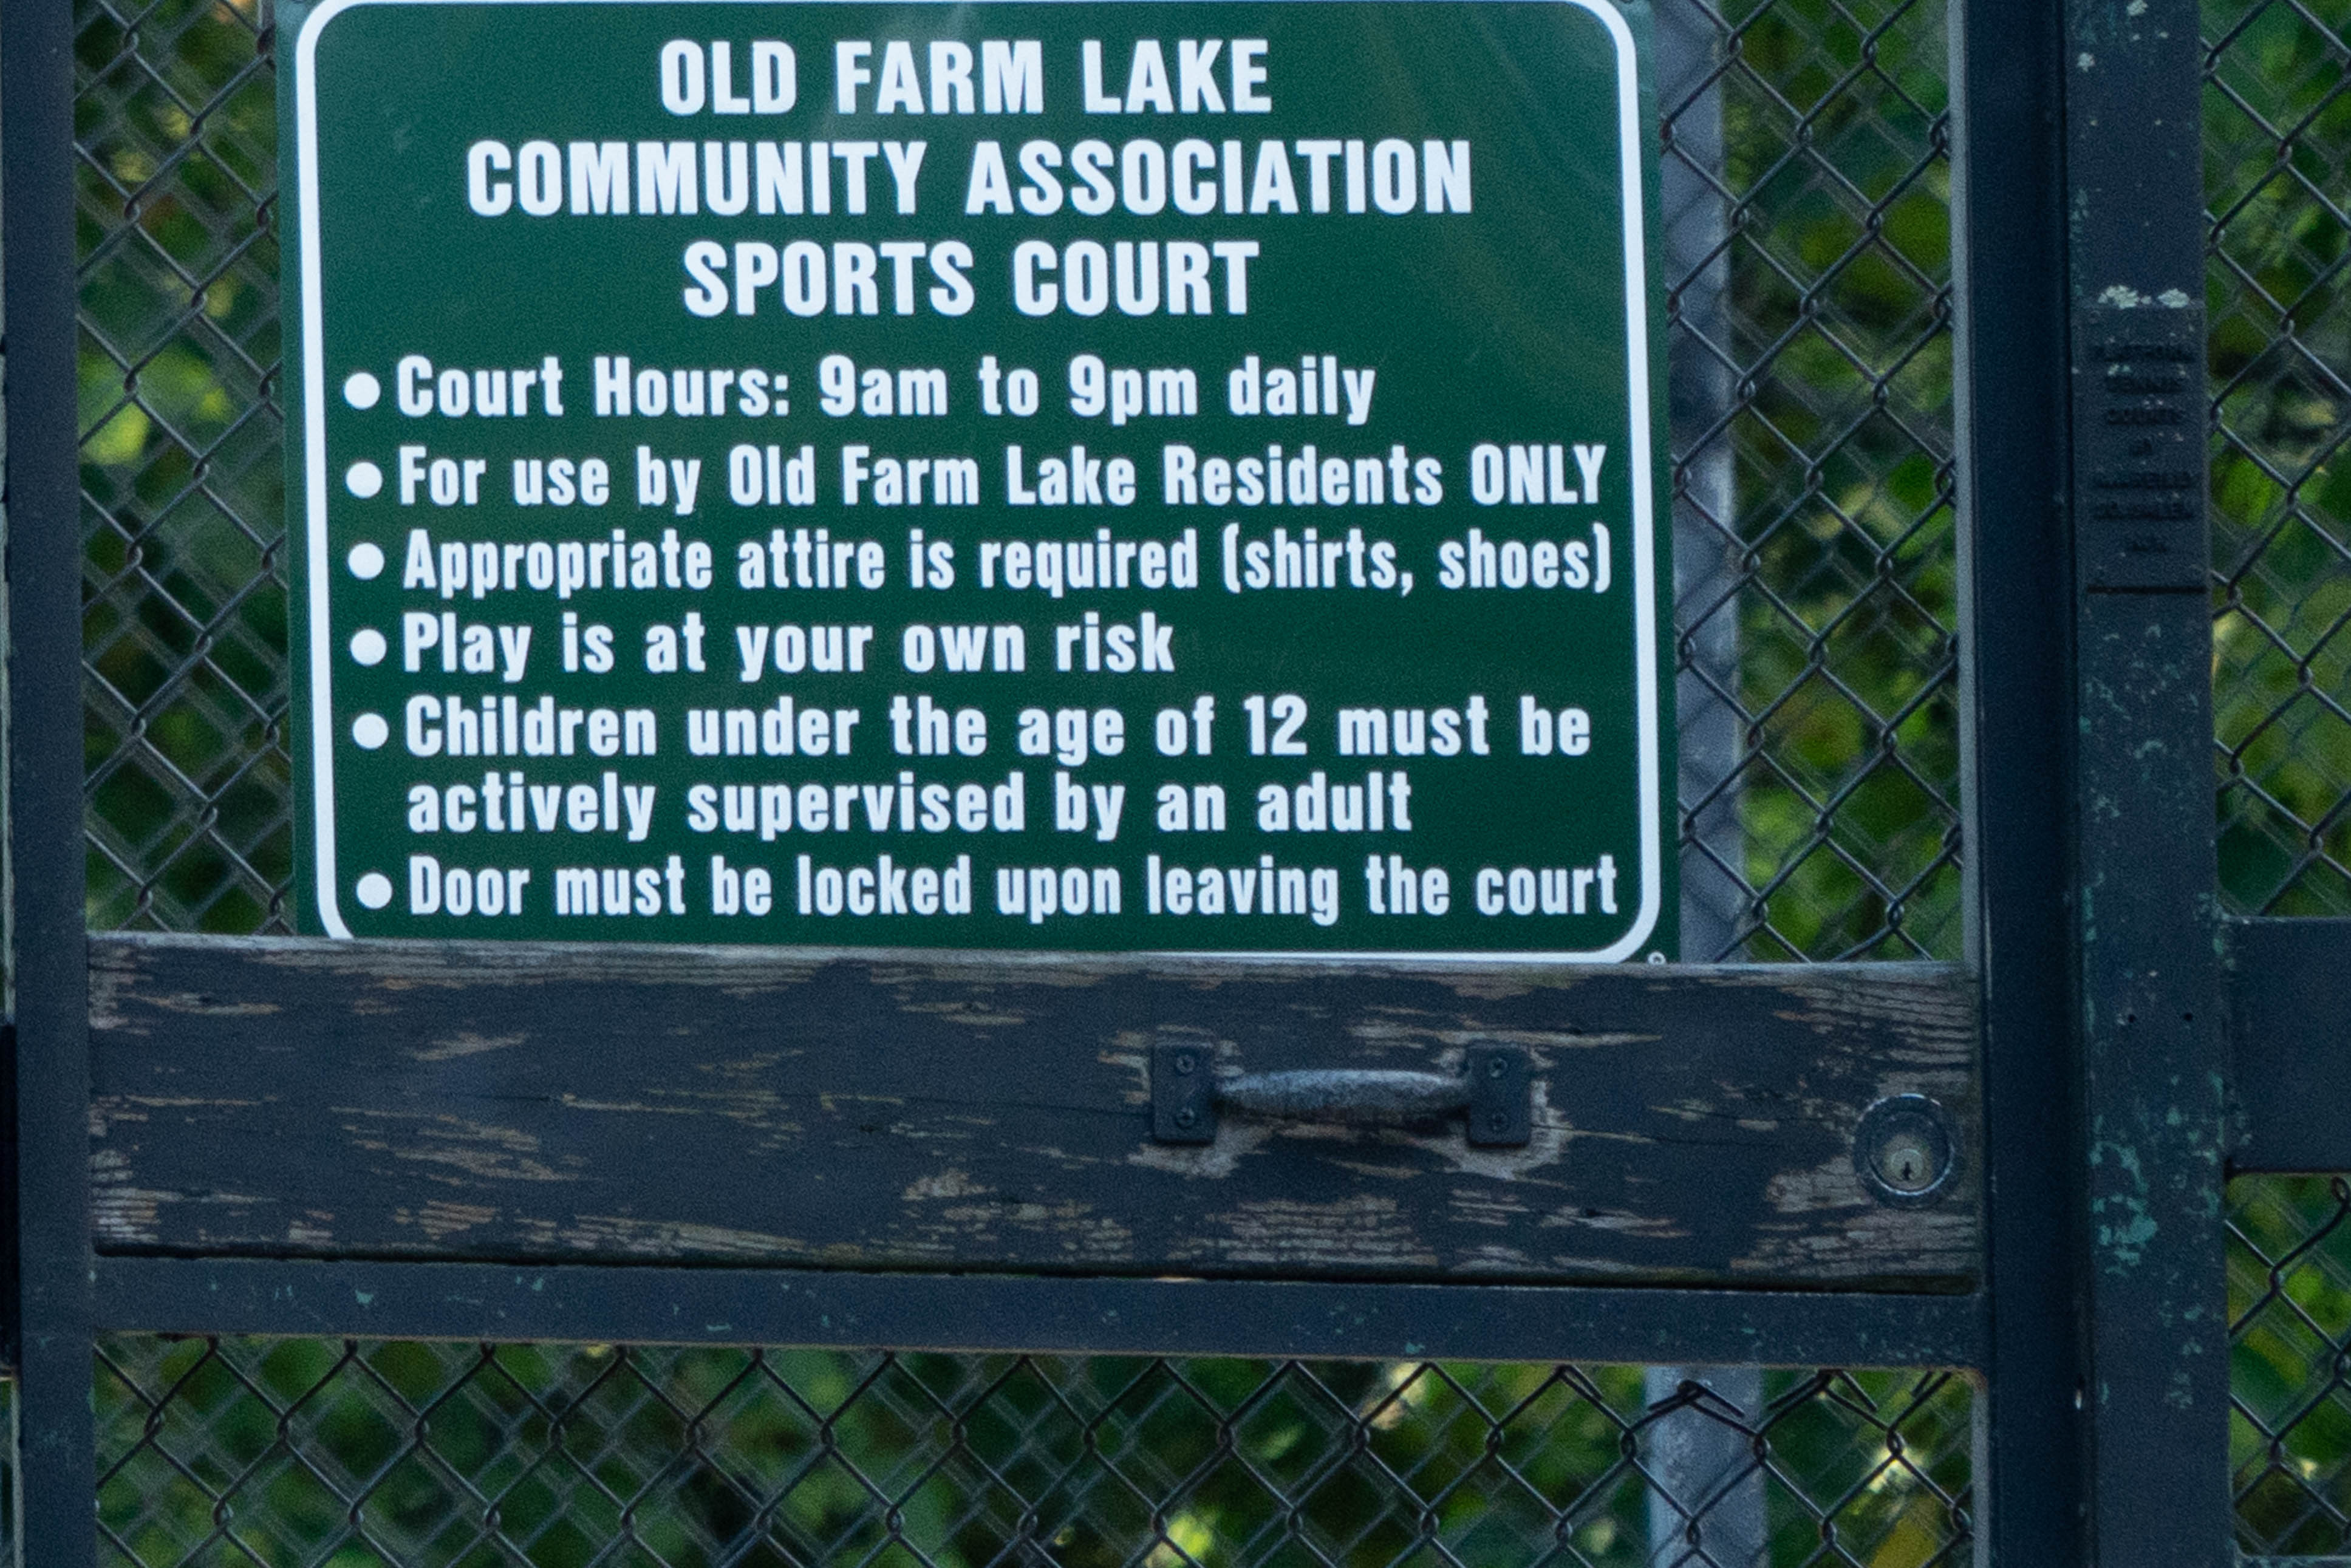 OLD FARM LAKE
COMMUNITY ASSOCIATION
SPORTS COURT
• Court Hours: 9am to 9pm daily
• For use by Old Farm Lake Residents ONLY
• Appropriate attire is required (shirts, shoes)
• Play is at your own risk
• Children under the age of 12 must be
actively supervised by an adult
• Door must be locked upon leaving the court
TENNIS
COURTS